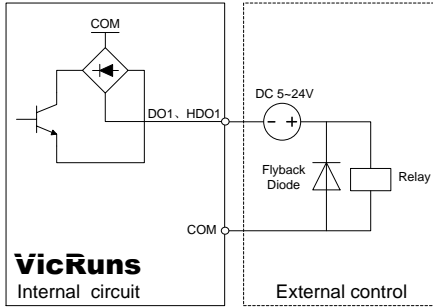 COM
DC 5~24V
DO1、HDO1
- +
Flyback
Diode
Relay
COM
VicRuns
Internal circuit
External control